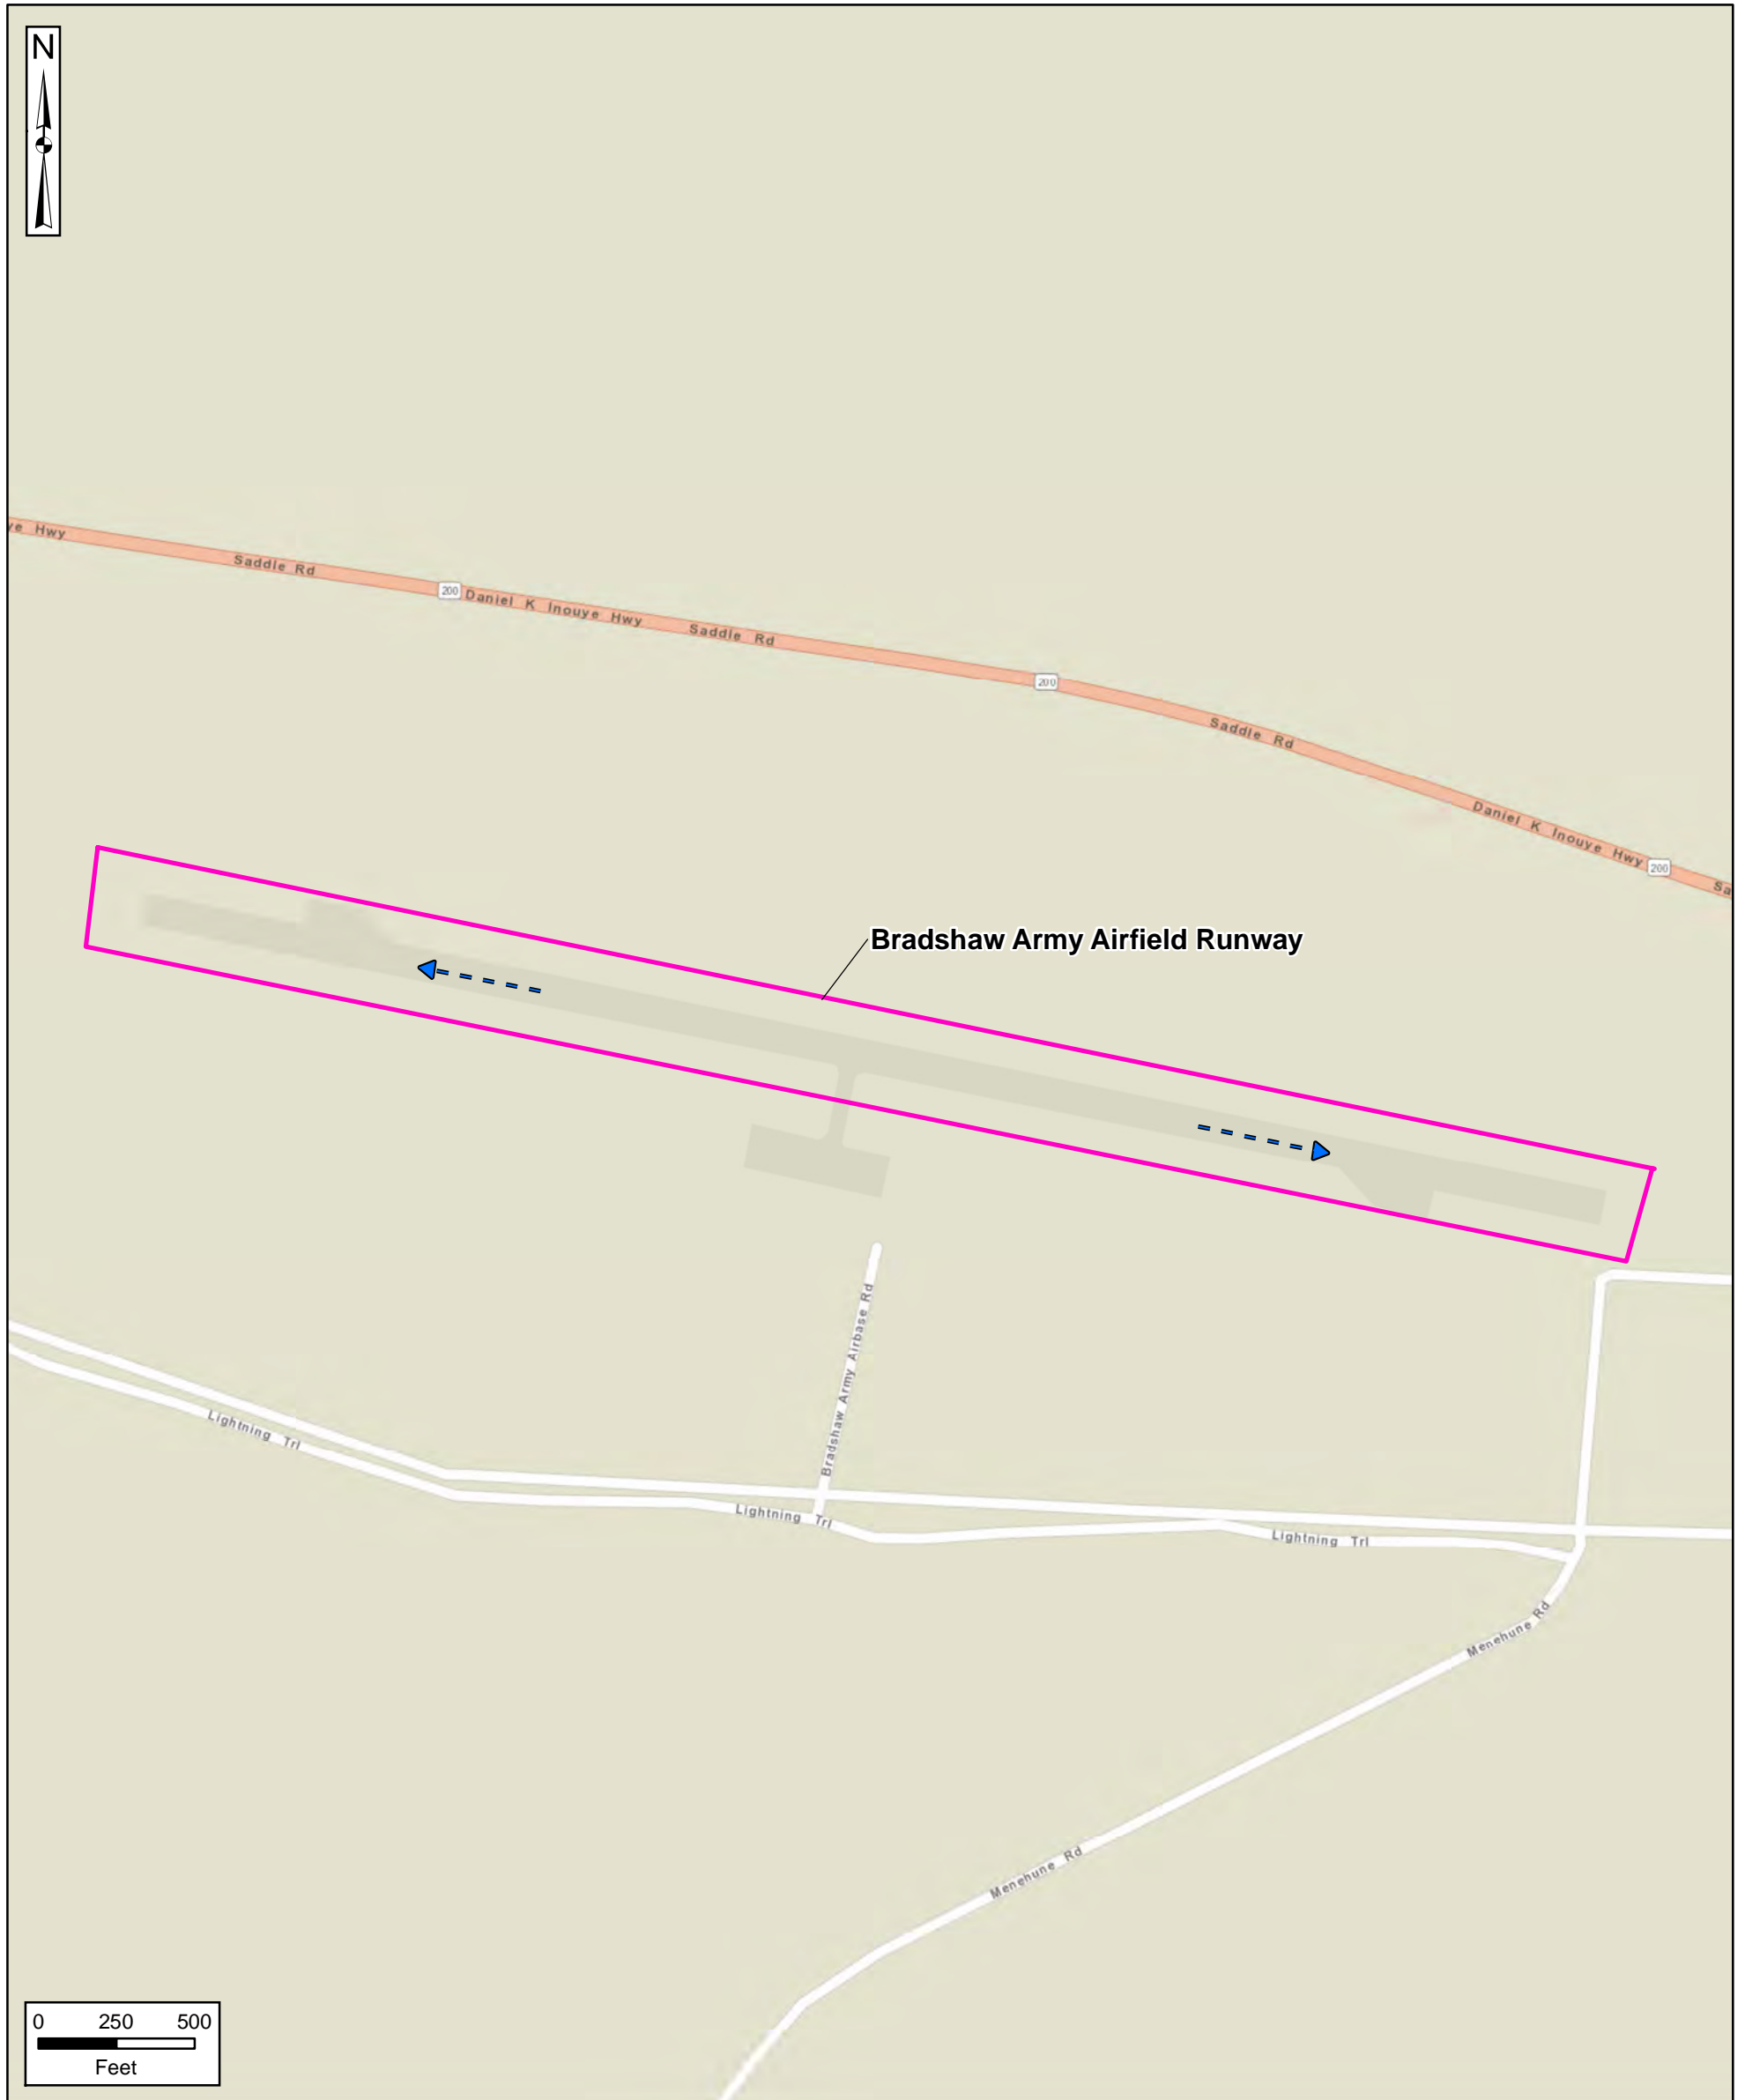 N
ye Hwy
Saddle Rd
200
Daniel K Inouye Hwy
Saddle Rd
200
Saddle Rd
Daniel K Inouye Hwy
200
Sa
Bradshaw Army Airfield Runway
Bradshaw Army Airbase Rd
Lightning Trl
Lightning Trl
Lightning Trl
Menehune Rd
Menehune Rd
0 250 500
Feet